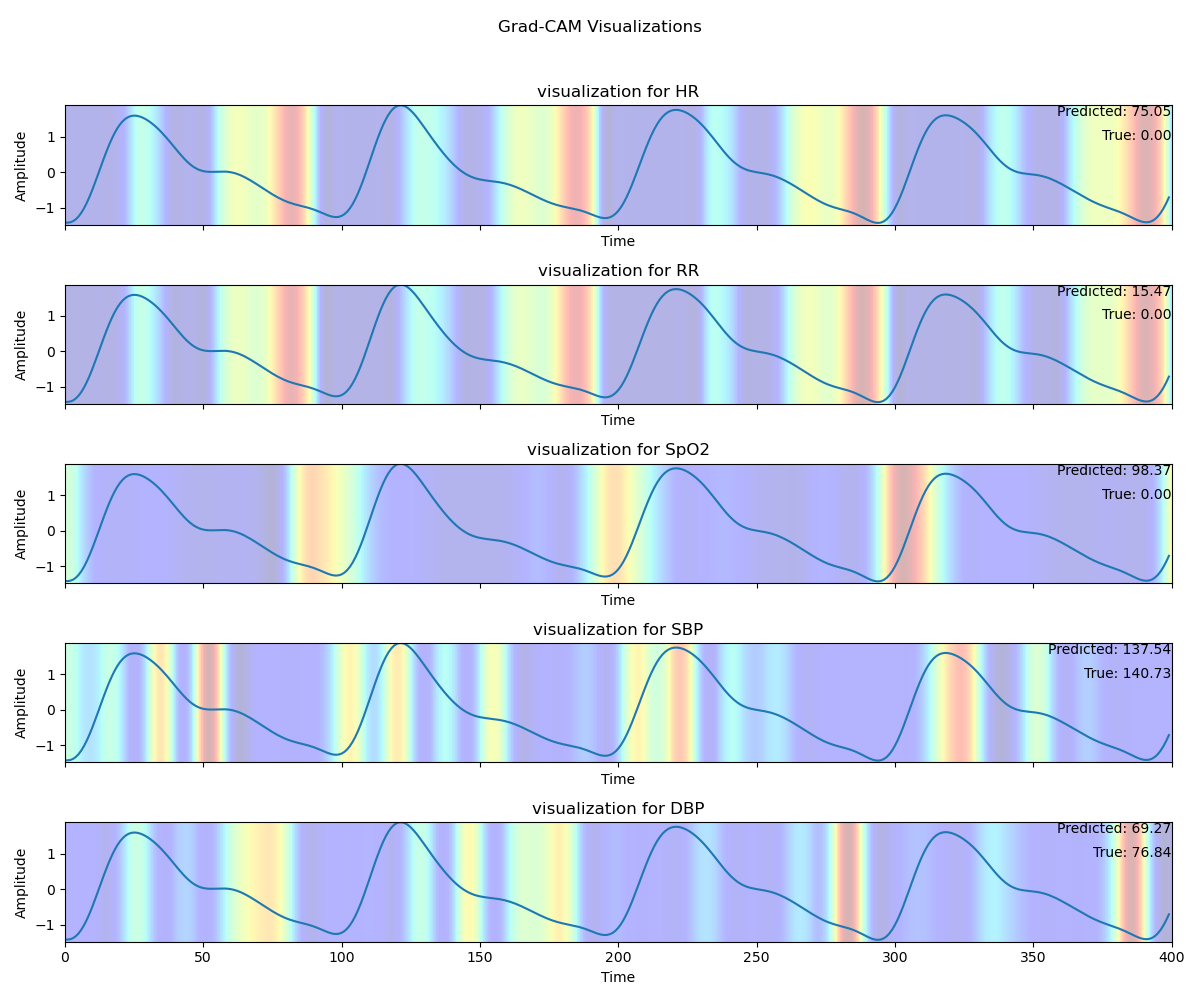 Grad-CAM Visualizations
visualization for HR
Predicted: 75.05
True: 0.00
1
0
−1
Amplitude
Time
visualization for RR
Predicted: 15.47
True: 0.00
1
0
−1
Amplitude
Time
visualization for SpO2
Predicted: 98.37
True: 0.00
1
0
−1
Amplitude
Time
visualization for SBP
Predicted: 137.54
True: 140.73
1
0
−1
Amplitude
Time
visualization for DBP
Predicted: 69.27
True: 76.84
1
0
−1
Amplitude
0 50 100 150 200 250 300 350 400
Time